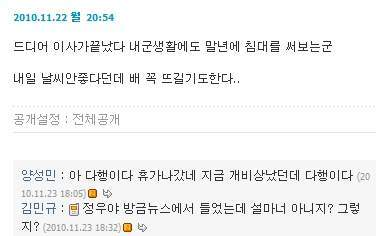 2010.11.22 월 20:54
드디어 이사가끝났다 내군생활에도 말년에 침대를 써보는군
내일 날씨안좋다던데 배 꼭 뜨길기도한다..
공개설정 : 전체공개
양성민 : 아 다행이다 휴가나갔네 지금 개비상났던데 다행이다 (20
10.11.23 18:05)
김민규 : 정우야 방금뉴스에서 들었는데 설마너 아니지? 그렇
지? (2010.11.23 18:32)